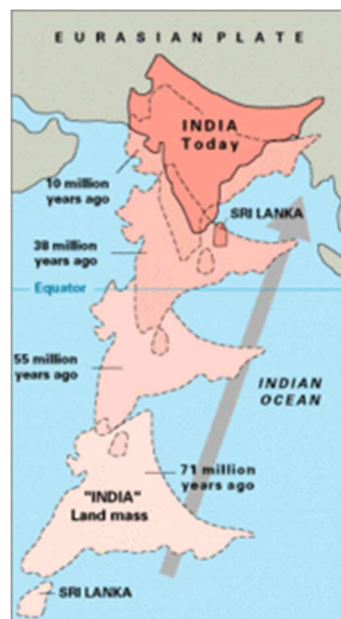 EURASIAN PLATE
INDIA
Today
10 million
years ago
SRI LANKA
38 million
years ago
Equator
55 million
years ago
INDIAN
OCEAN
71 million
years ago
"INDIA"
Land mass
SRI LANKA